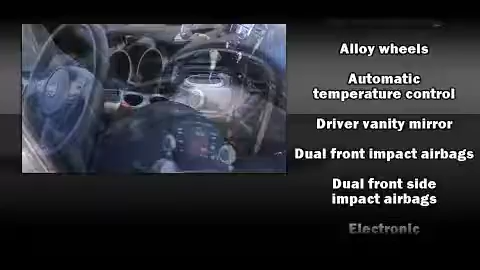 Alloy wheels
Automatic
temperature control
Driver vanity mirror
Dual front impact airbags
Dual front side
impact airbags
Electronic